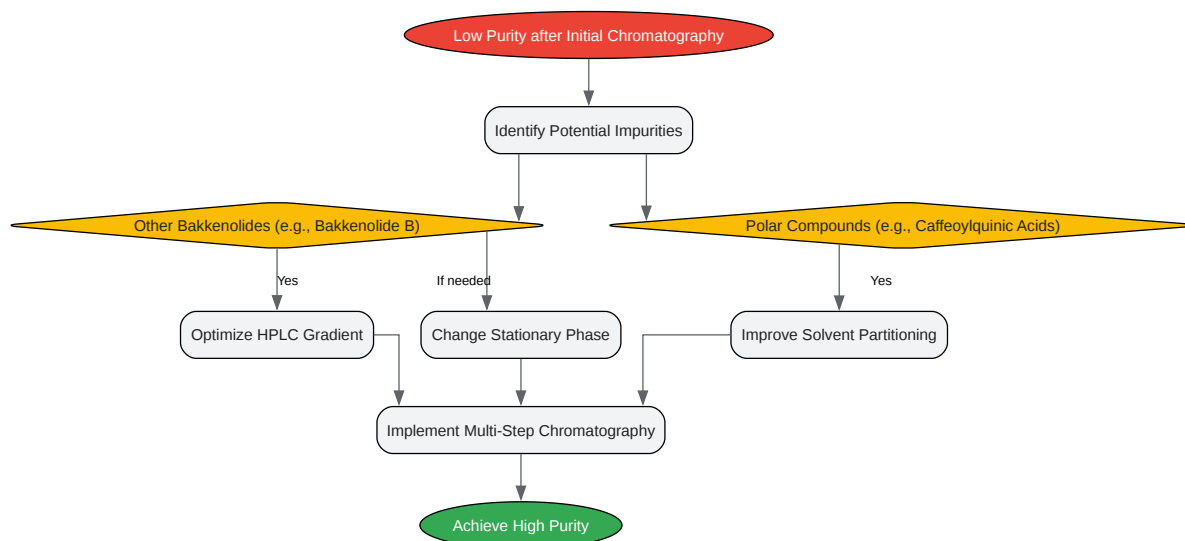 Low Purity after Initial Chromatography
Identify Potential Impurities
Other Bakkenolides (e.g., Bakkenolide B)
Polar Compounds (e.g., Caffeoylquinic Acids)
Yes
If needed
Yes
Optimize HPLC Gradient
Change Stationary Phase
Improve Solvent Partitioning
Implement Multi-Step Chromatography
Achieve High Purity